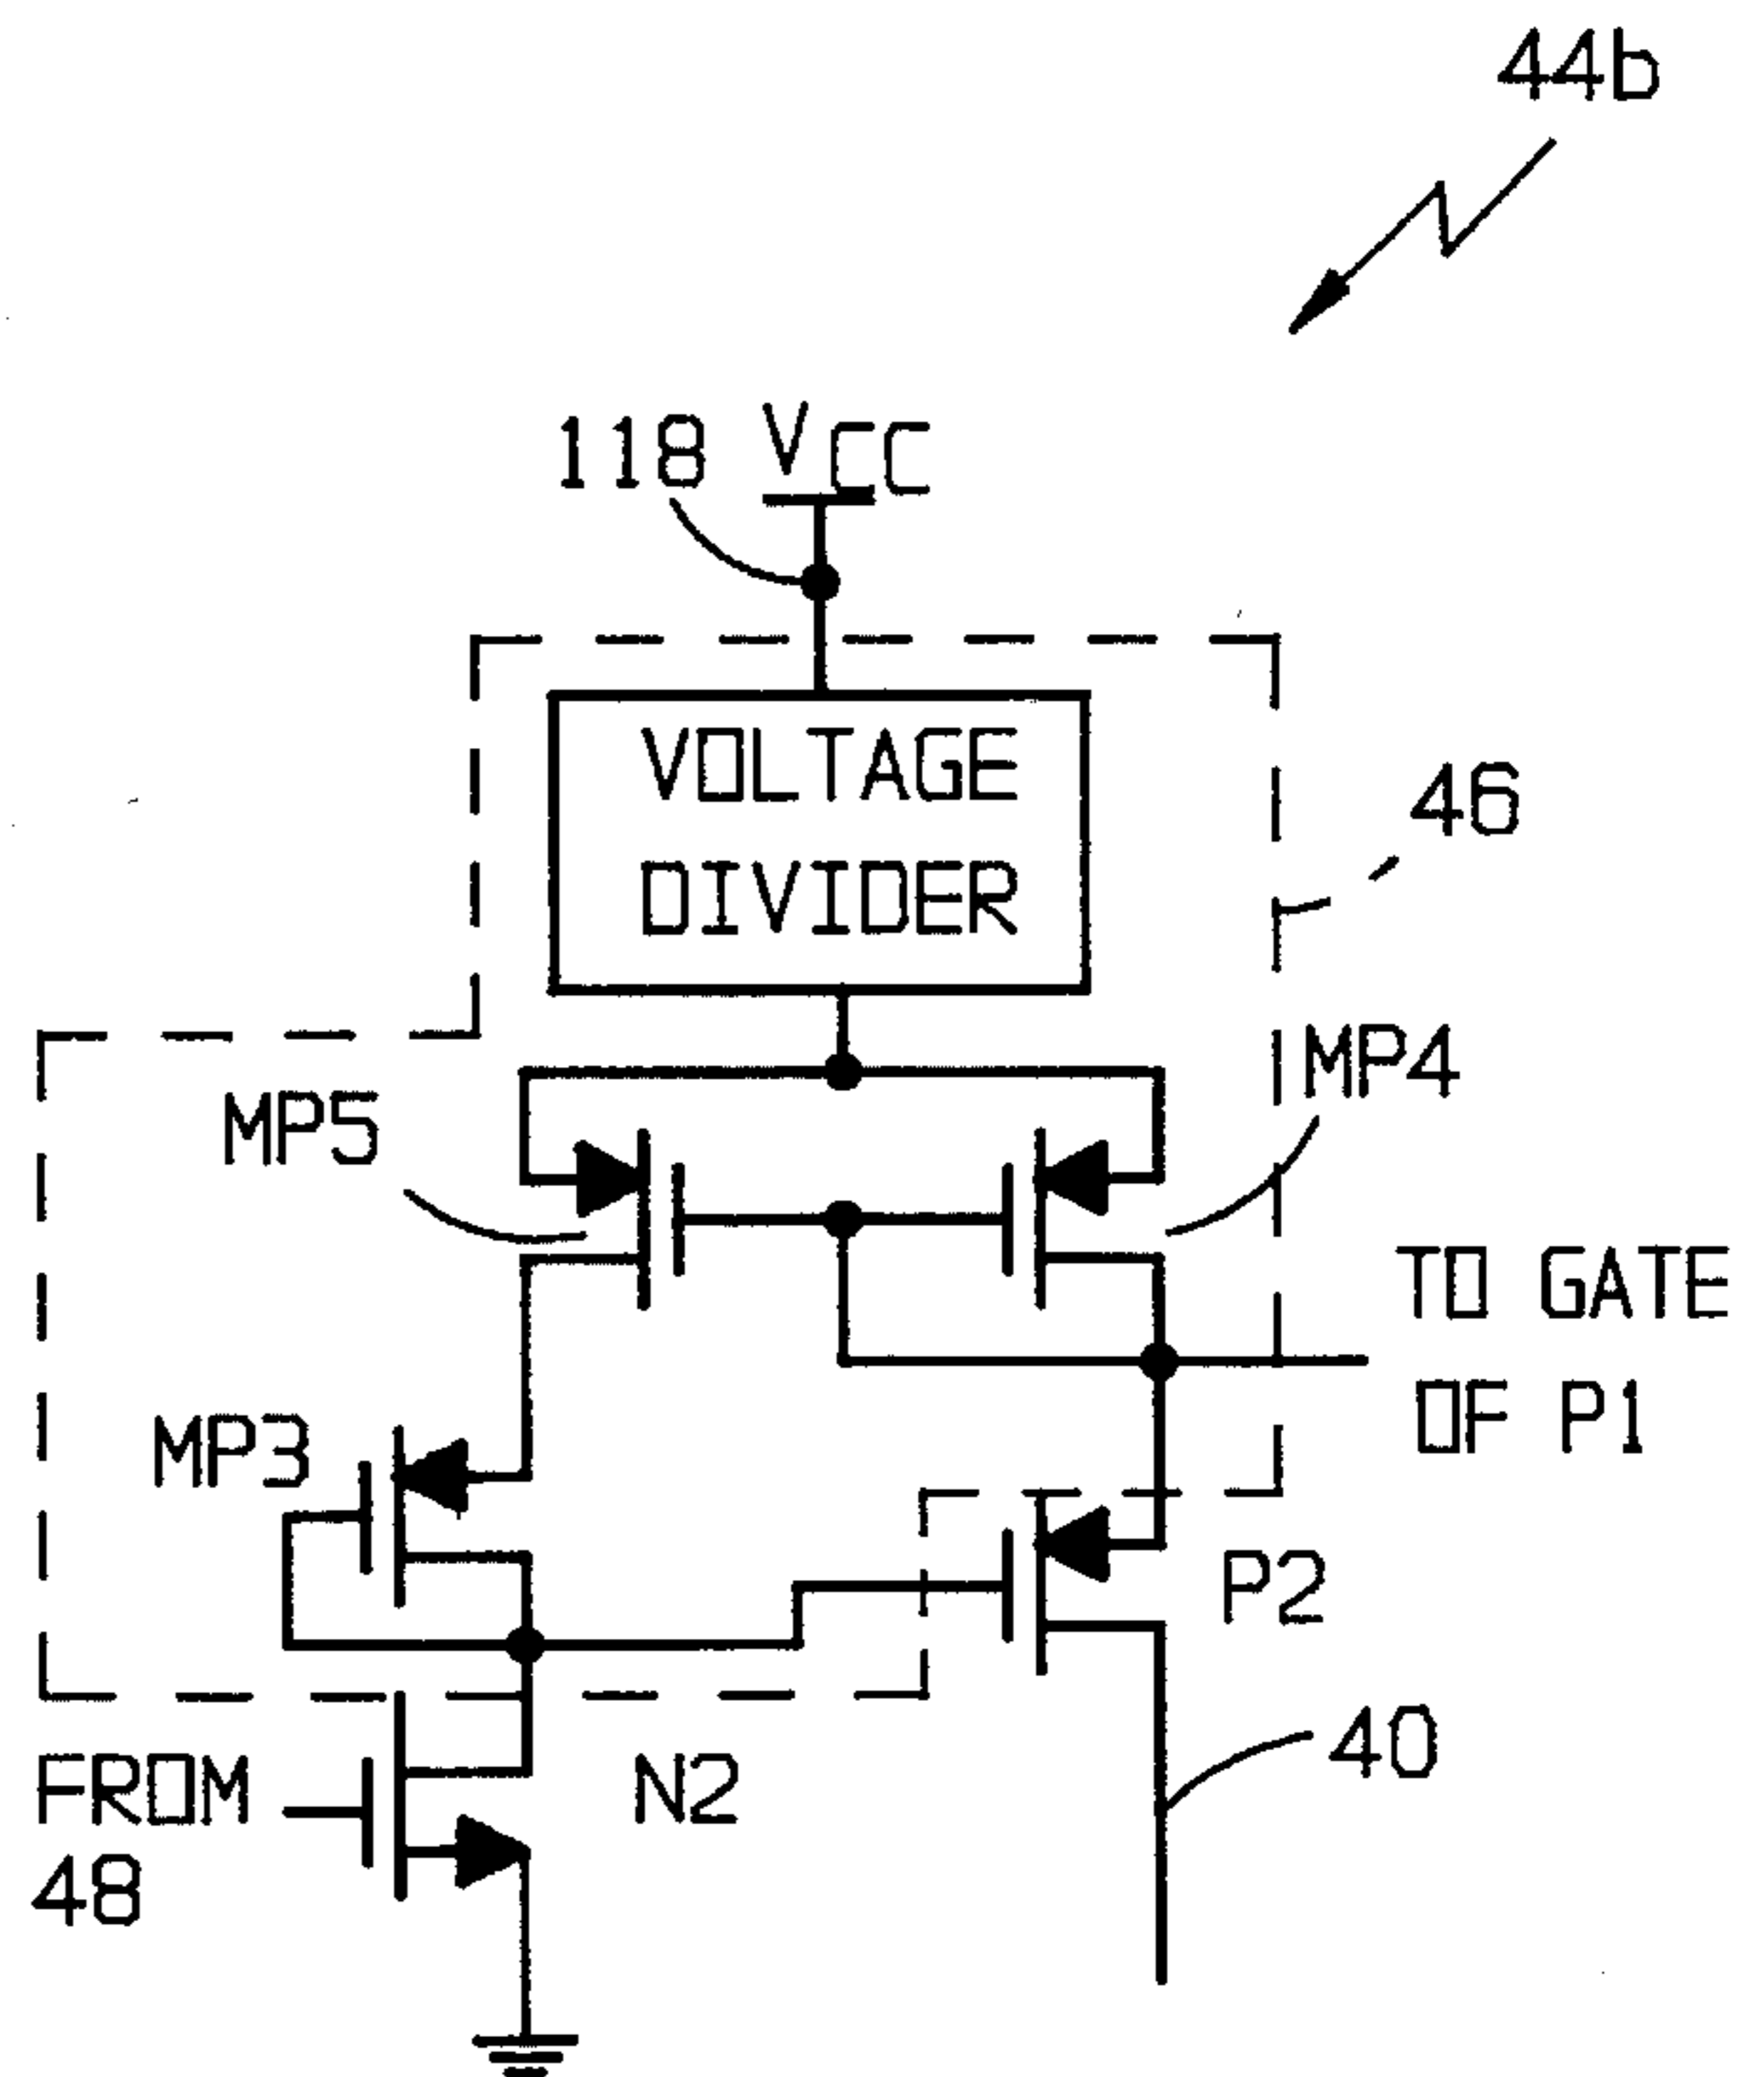 44b
118 VCC
VOLTAGE
DIVIDER
46
MP4
MP5
TO GATE
OF P1
MP3
P2
40
FROM
48
N2